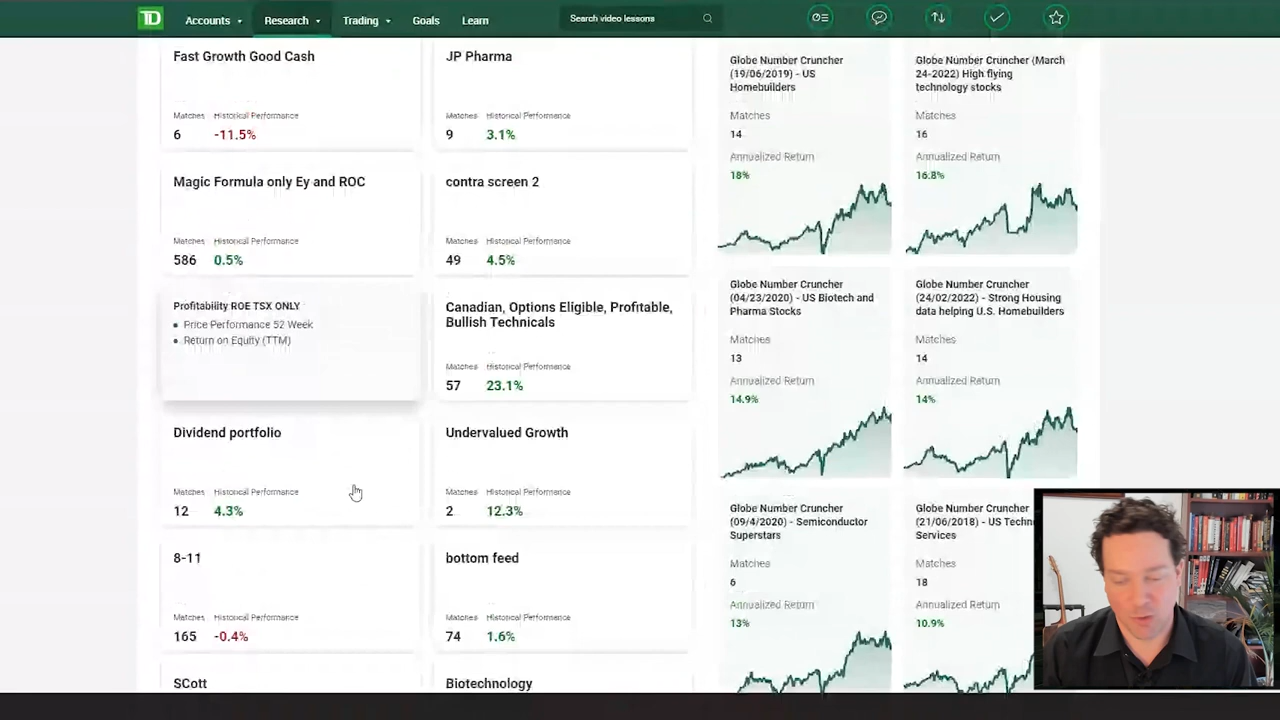 TD
Accounts
Research
Trading
Goals
Learn
Search video lessons
Fast Growth Good Cash
Matches Historical Performance
6 -11.5%
JP Pharma
Matches Historical Performance
9 3.1%
Magic Formula only Ey and ROC
Matches Historical Performance
586 0.5%
contra screen 2
Matches Historical Performance
49 4.5%
Profitability ROE TSX ONLY
Price Performance 52 Week
Return on Equity (TTM)
Canadian, Options Eligible, Profitable,
Bullish Technicals
Matches Historical Performance
57 23.1%
Dividend portfolio
Matches Historical Performance
12 4.3%
Undervalued Growth
Matches Historical Performance
2 12.3%
8-11
Matches Historical Performance
165 -0.4%
bottom feed
Matches Historical Performance
74 1.6%
SCott
Biotechnology
Globe Number Cruncher
(19/06/2019) - US
Homebuilders
Matches
14
Annualized Return
18%
Globe Number Cruncher (March
24-2022) High flying
technology stocks
Matches
16
Annualized Return
16.8%
Globe Number Cruncher
(04/23/2020) - US Biotech and
Pharma Stocks
Matches
13
Annualized Return
14.9%
Globe Number Cruncher
(24/02/2022) - Strong Housing
data helping U.S. Homebuilders
Matches
14
Annualized Return
14%
Globe Number Cruncher
(09/4/2020) - Semiconductor
Superstars
Matches
6
Annualized Return
13%
Globe Number Cruncher
(21/06/2018) - US Techn
Services
Matches
18
Annualized Return
10.9%